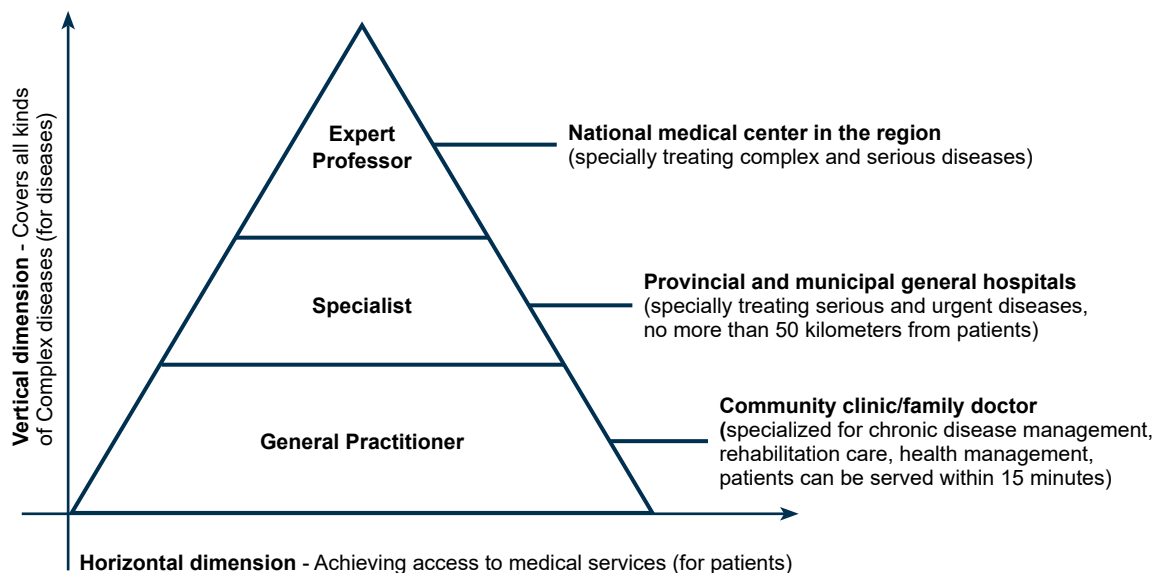 Vertical dimension - Covers all kinds
of Complex diseases (for diseases)
Expert
Professor
National medical center in the region
(specially treating complex and serious diseases)
Specialist
Provincial and municipal general hospitals
(specially treating serious and urgent diseases,
no more than 50 kilometers from patients)
General Practitioner
Community clinic/family doctor
(specialized for chronic disease management,
rehabilitation care, health management,
patients can be served within 15 minutes)
Horizontal dimension - Achieving access to medical services (for patients)